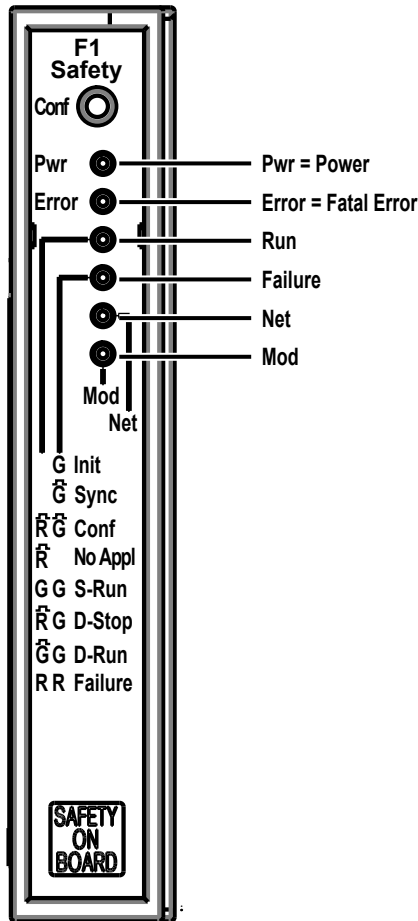 F1
Safety
Conf
Pwr Pwr = Power
Error Error = Fatal Error
Run
Failure
Net
Mod
Mod
Net
G Init
G Sync
R G Conf
R No Appl
G G S-Run
R G D-Stop
G G D-Run
R R Failure
SAFETY
ON
BOARD